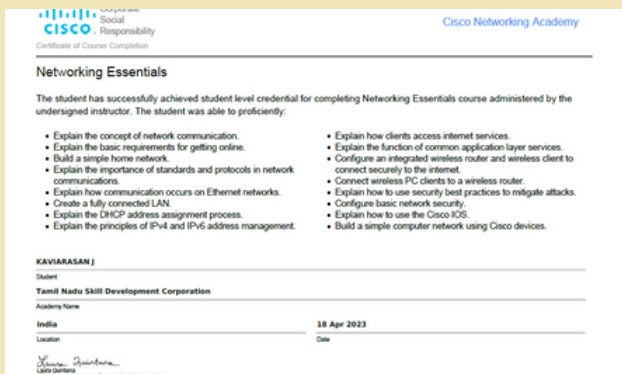 Corporate
Social
CISCO. Responsibility
Cisco Networking Academy
Certificate of Course Completion
Networking Essentials
The student has successfully achieved student level credential for completing Networking Essentials course administered by the
undersigned instructor. The student was able to proficiently:
• Explain the concept of network communication.
• Explain the basic requirements for getting online.
• Build a simple home network.
• Explain the importance of standards and protocols in network
communications.
• Explain how communication occurs on Ethernet networks.
• Create a fully connected LAN.
• Explain the DHCP address assignment process.
• Explain the principles of IPv4 and IPv6 address management.
• Explain how clients access internet services.
• Explain the function of common application layer services.
• Configure an integrated wireless router and wireless client to
connect securely to the internet.
• Connect wireless PC clients to a wireless router.
• Explain how to use security best practices to mitigate attacks.
• Configure basic network security.
• Explain how to use the Cisco IOS.
• Build a simple computer network using Cisco devices.
KAVIARASAN J
Student
Tamil Nadu Skill Development Corporation
Academy Name
India
Location
18 Apr 2023
Date
Laura Quintana
Laura Quintana